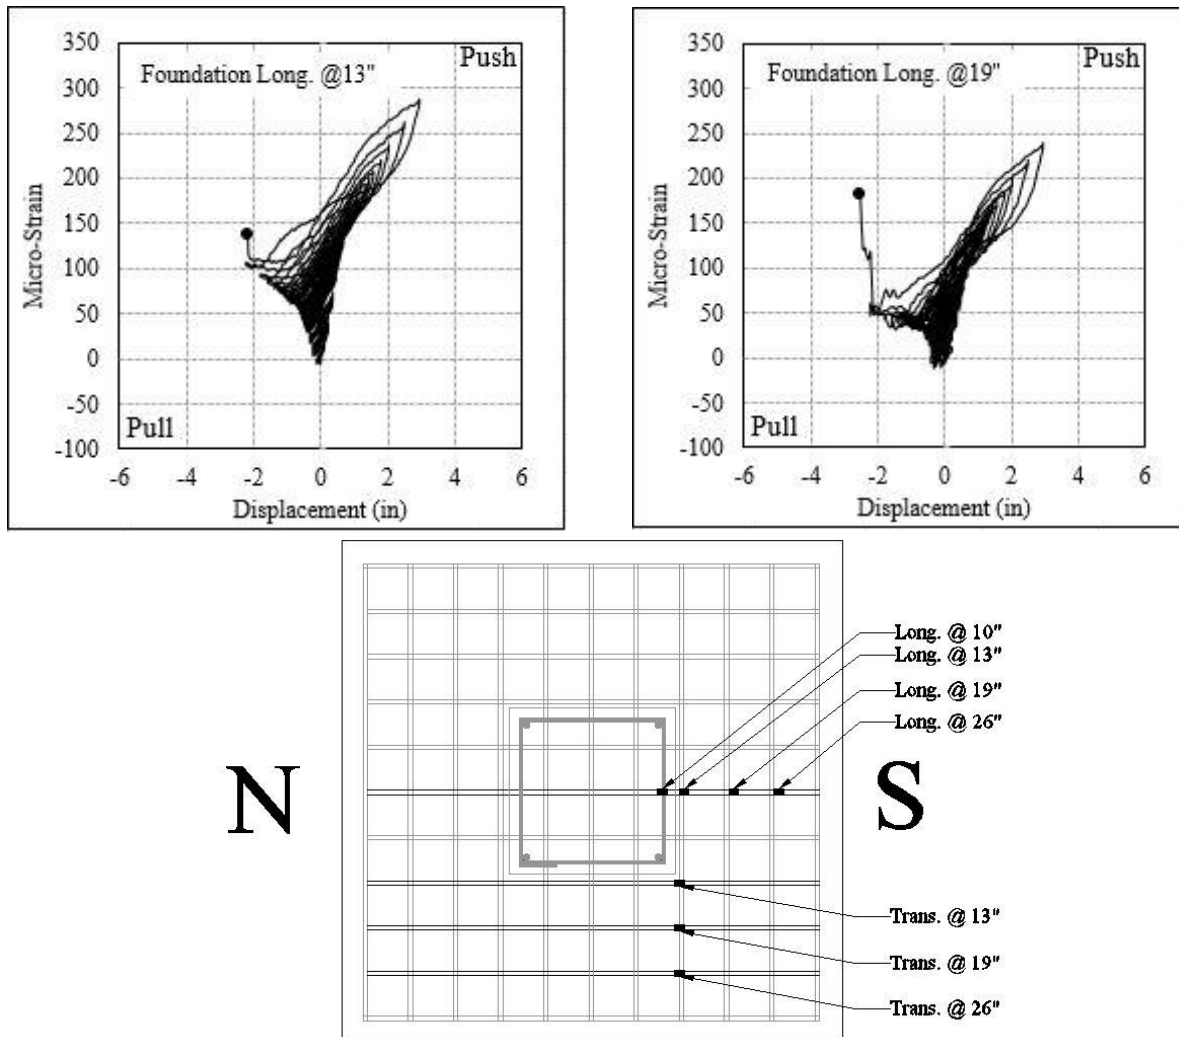 350
Push
Foundation Long. @13"
300
250
200
150
100
50
0
-50
Pull
-100
-6 -4 -2 0 2 4 6
Displacement (in)
Micro-Strain
350
Push
Foundation Long. @19"
300
250
200
150
100
50
0
-50
Pull
-100
-6 -4 -2 0 2 4 6
Displacement (in)
Micro-Strain
Long. @ 10"
Long. @ 13"
Long. @ 19"
Long. @ 26"
N
S
Trans. @ 13"
Trans. @ 19"
Trans. @ 26"